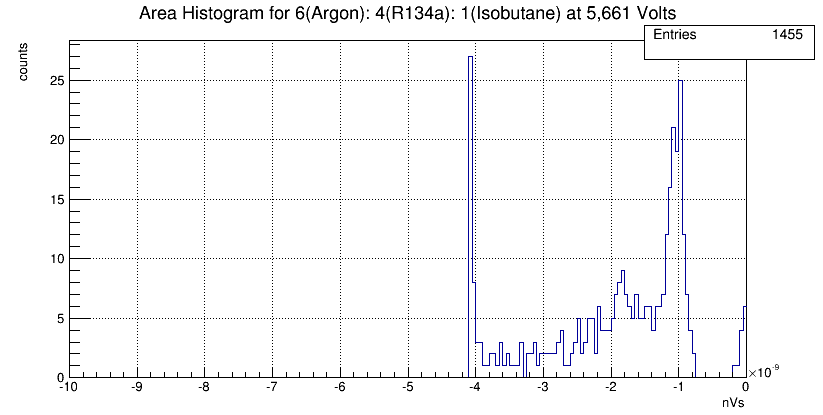 Area Histogram for 6(Argon): 4(R134a): 1(Isobutane) at 5,661 Volts
Entries 1455
counts
25
20
15
10
5
0
-10 -9 -8 -7 -6 -5 -4 -3 -2 -1 0
×10⁻⁹
nVs